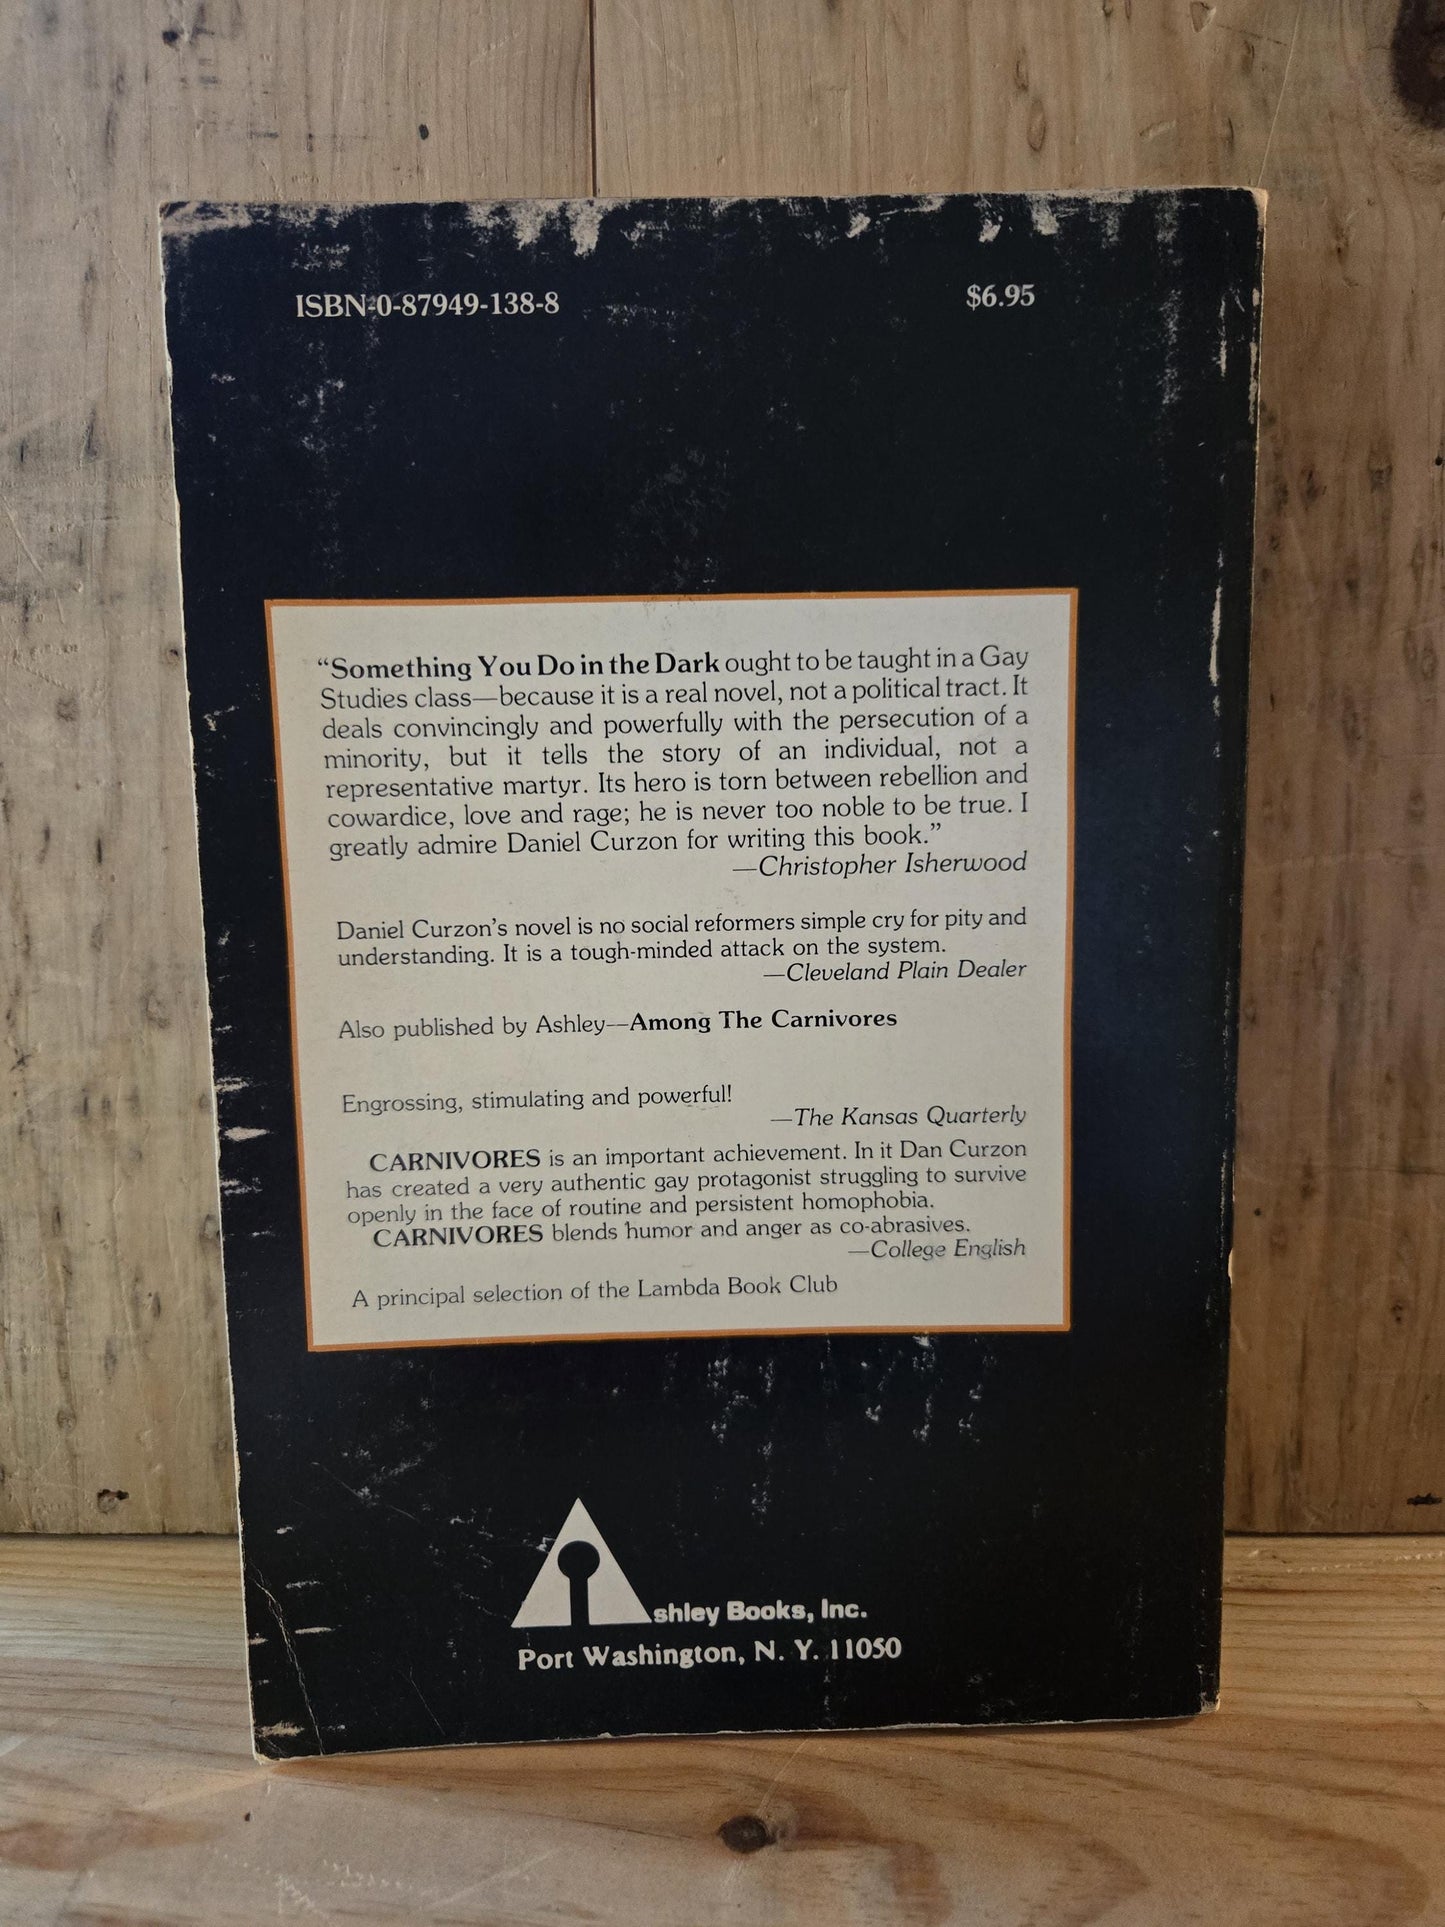 ISBN-0-87949-138-8
$6.95
“Something You Do in the Dark ought to be taught in a Gay
Studies class—because it is a real novel, not a political tract. It
deals convincingly and powerfully with the persecution of a
minority, but it tells the story of an individual, not a
representative martyr. Its hero is torn between rebellion and
cowardice, love and rage; he is never too noble to be true. I
greatly admire Daniel Curzon for writing this book.”
—Christopher Isherwood
Daniel Curzon's novel is no social reformers simple cry for pity and
understanding. It is a tough-minded attack on the system.
—Cleveland Plain Dealer
Also published by Ashley—Among The Carnivores
Engrossing, stimulating and powerful!
—The Kansas Quarterly
CARNIVORES is an important achievement. In it Dan Curzon
has created a very authentic gay protagonist struggling to survive
openly in the face of routine and persistent homophobia.
CARNIVORES blends humor and anger as co-abrasives.
—College English
A principal selection of the Lambda Book Club
Ashley Books, Inc.
Port Washington, N. Y. 11050